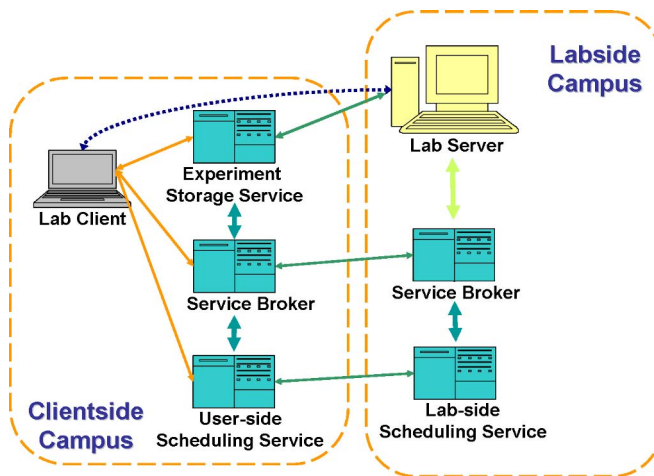 Labside
Campus
Lab Server
Experiment
Storage Service
Lab Client
Service Broker
Service Broker
User-side
Scheduling Service
Lab-side
Scheduling Service
Clientside
Campus